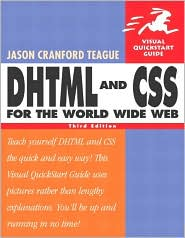 JASON CRANFORD TEAGUE
VISUAL
QUICKSTART
GUIDE
DHTML AND CSS
FOR THE WORLD WIDE WEB
Third Edition
Teach yourself DHTML and CSS
the quick and easy way! This
Visual QuickStart Guide uses
pictures rather than lengthy
explanations. You'll be up and
running in no time!